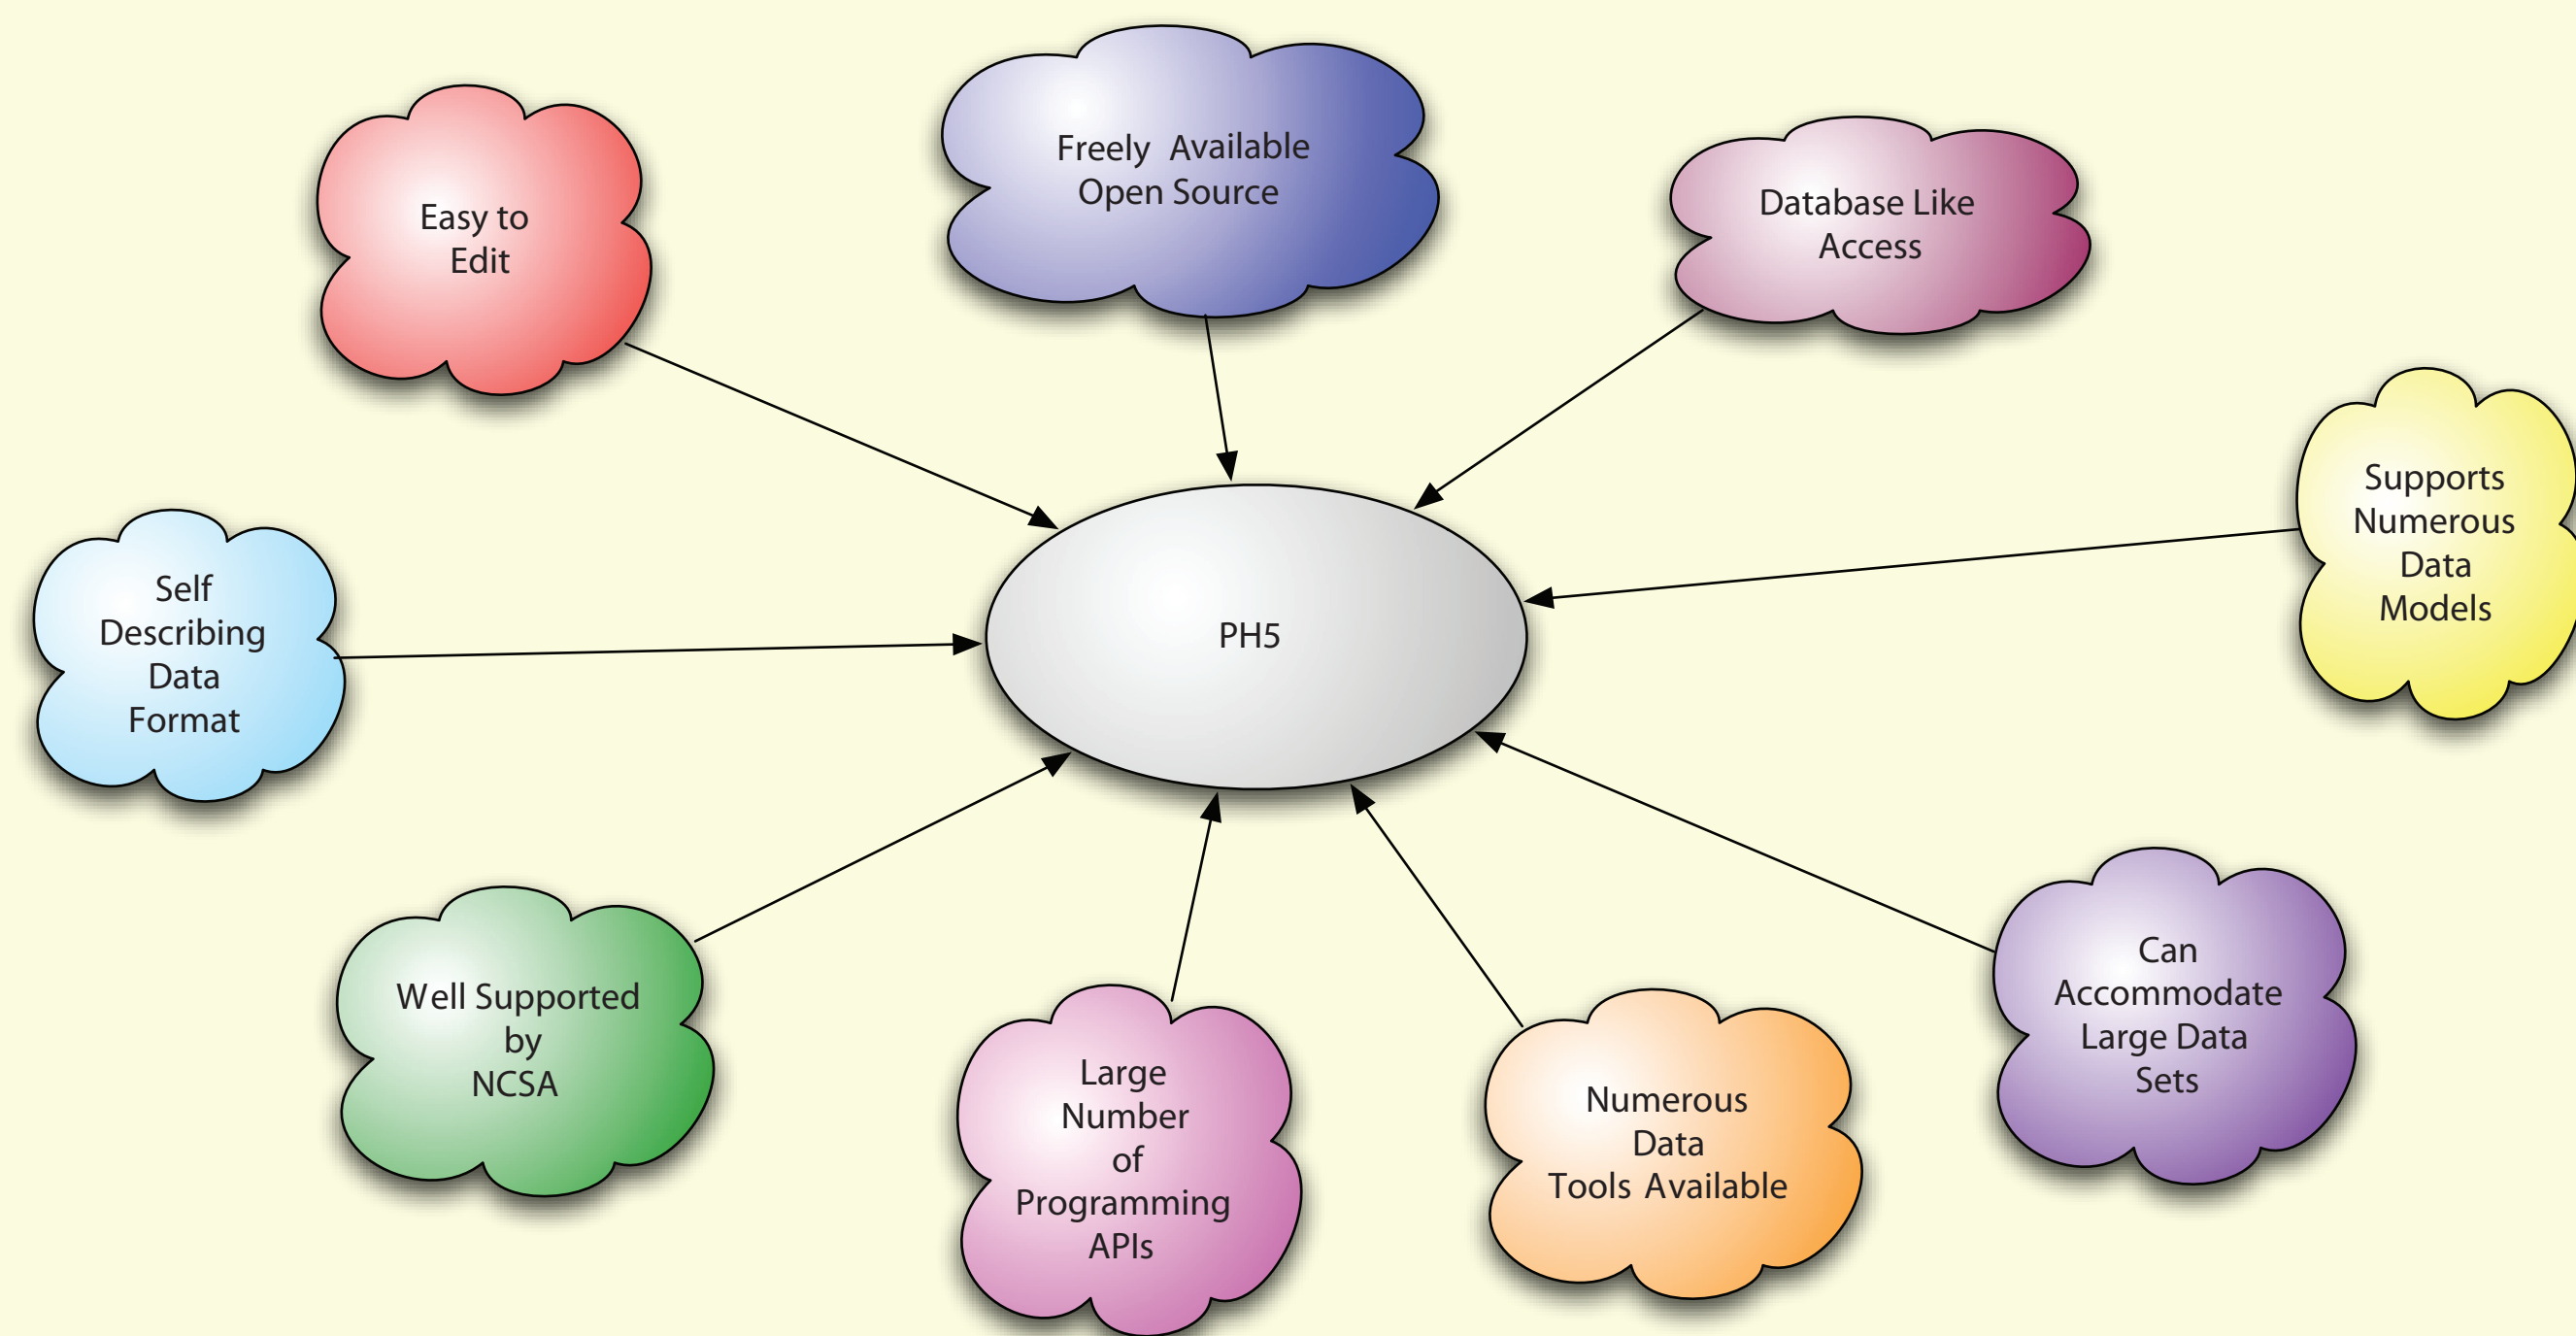 Freely Available
Open Source
Easy to
Edit
Database Like
Access
Supports
Numerous
Data
Models
Self
Describing
Data
Format
PH5
Well Supported
by
NCSA
Large
Number
of
Programming
APIs
Numerous
Data
Tools Available
Can
Accommodate
Large Data
Sets